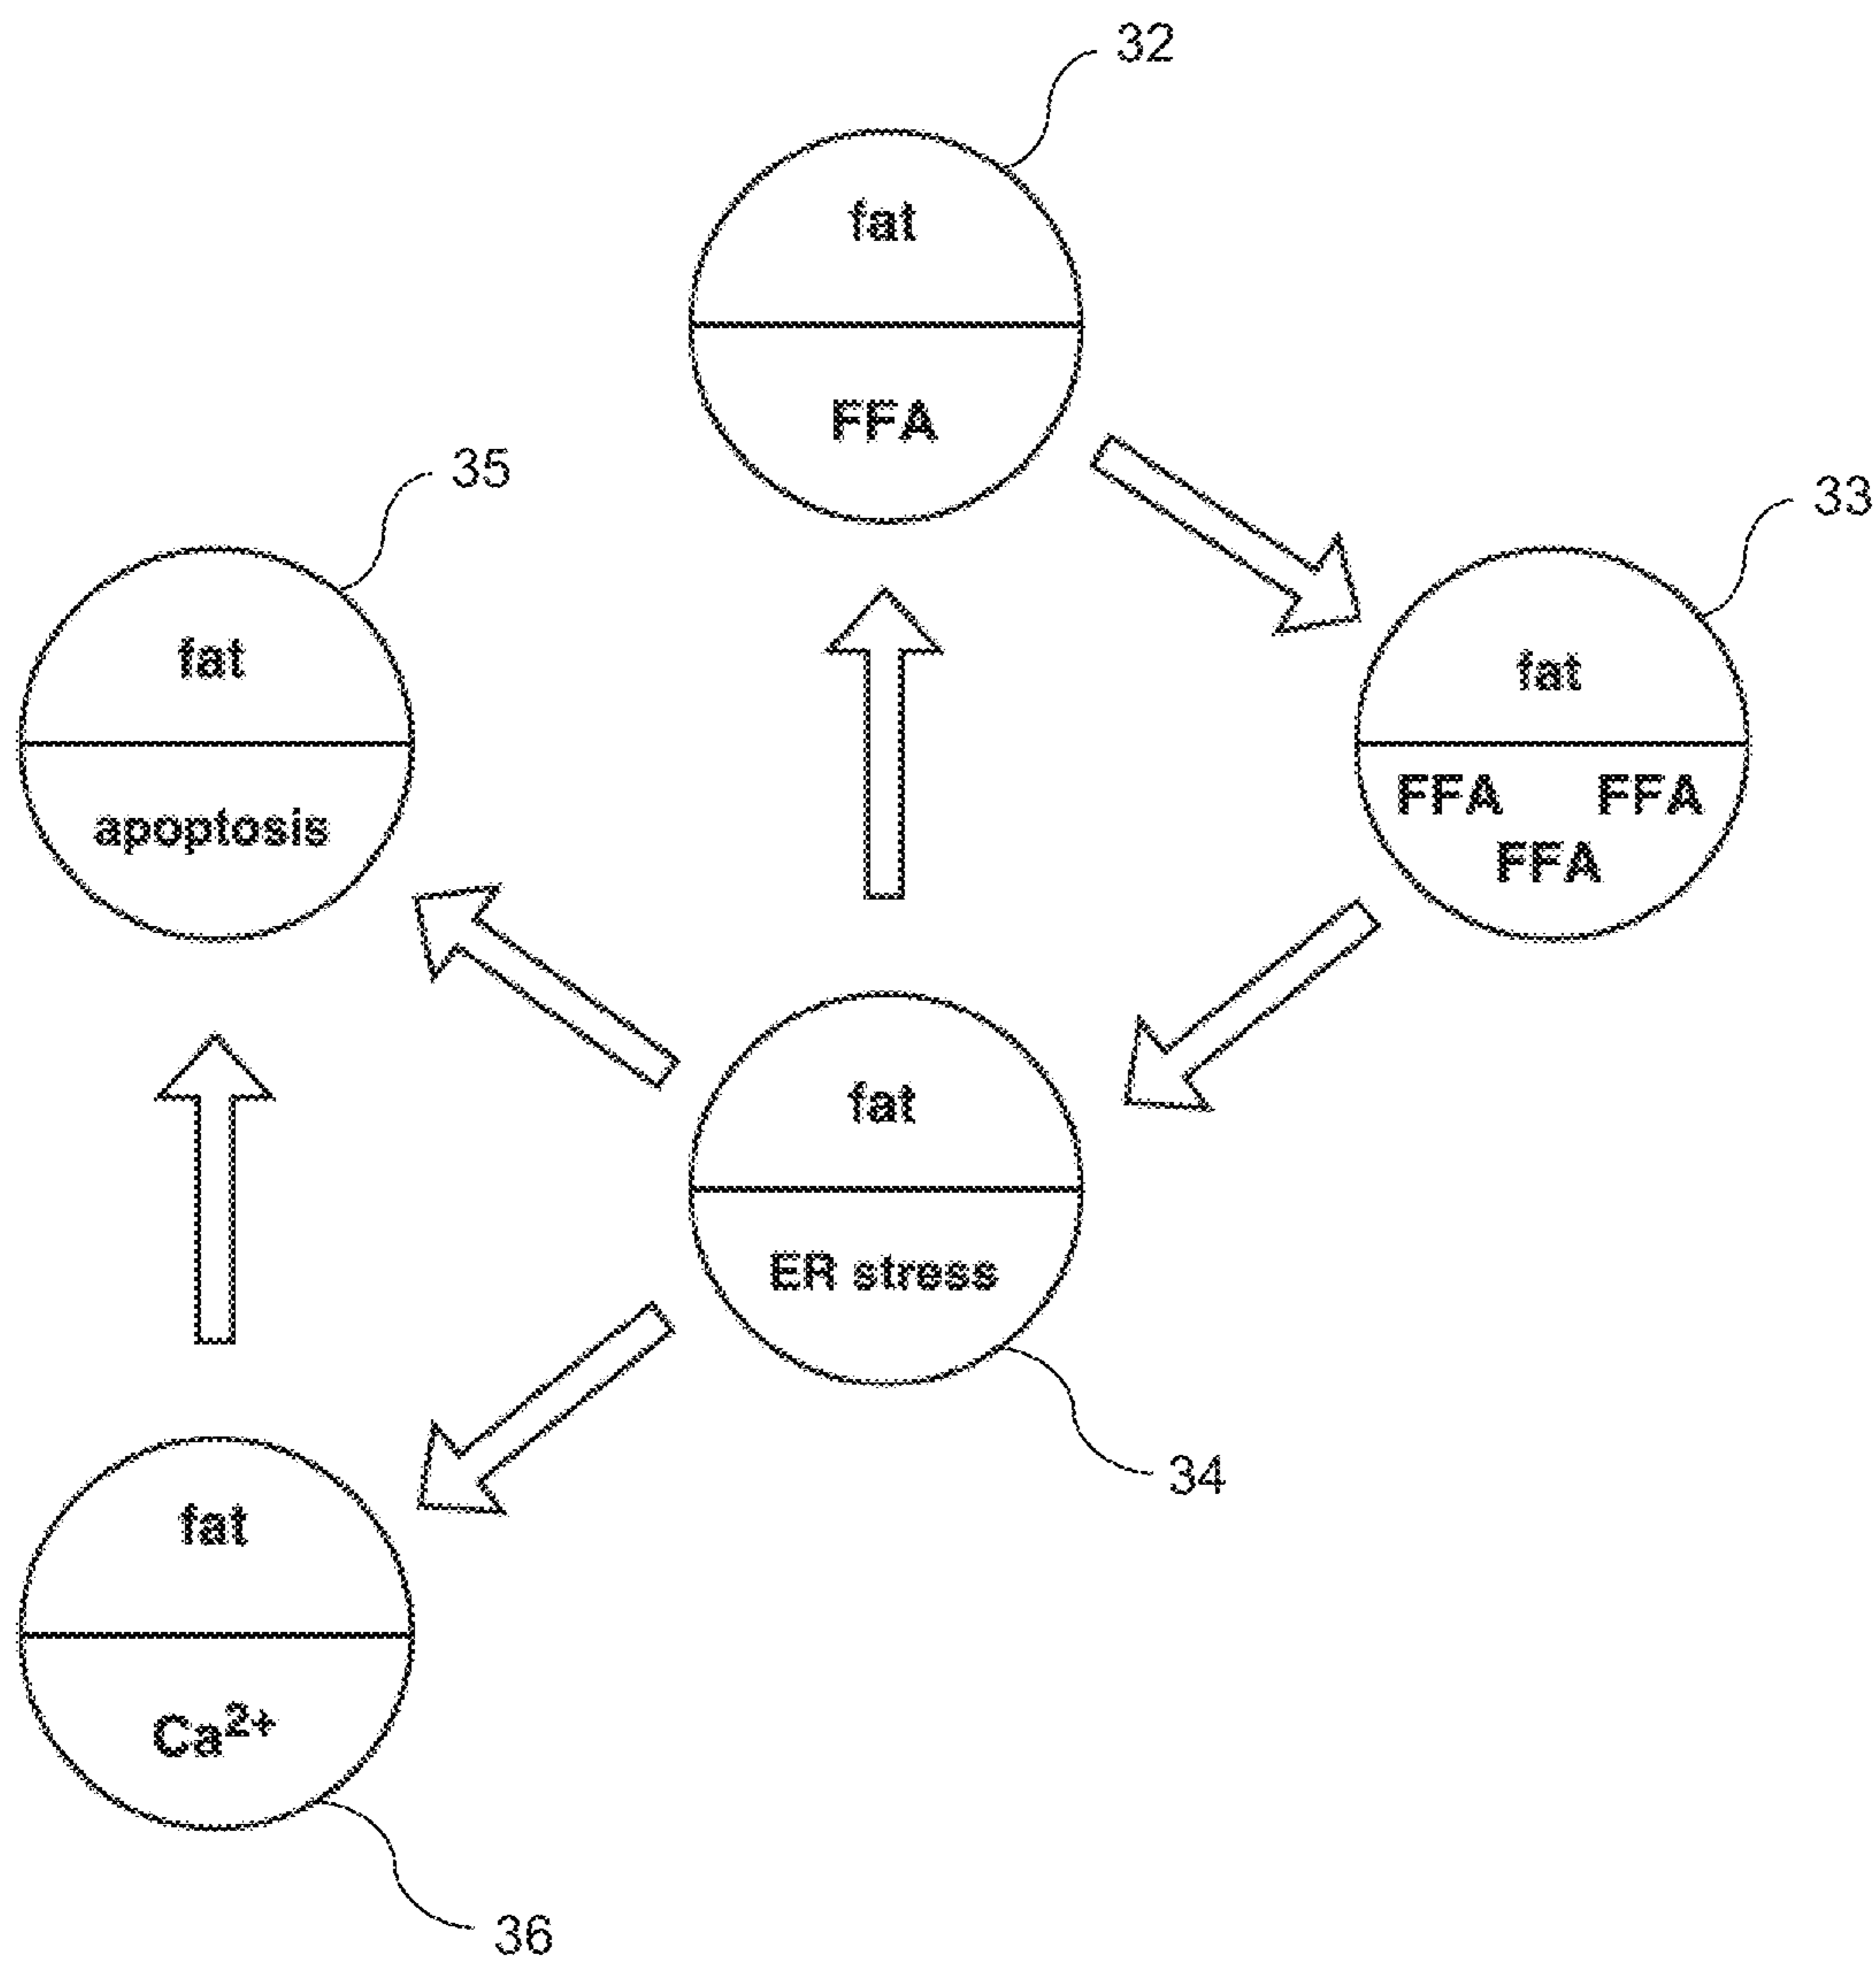 32
fat
FFA
35
fat
apoptosis
33
fat
FFA FFA
FFA
fat
ER stress
34
fat
Ca²⁺
36